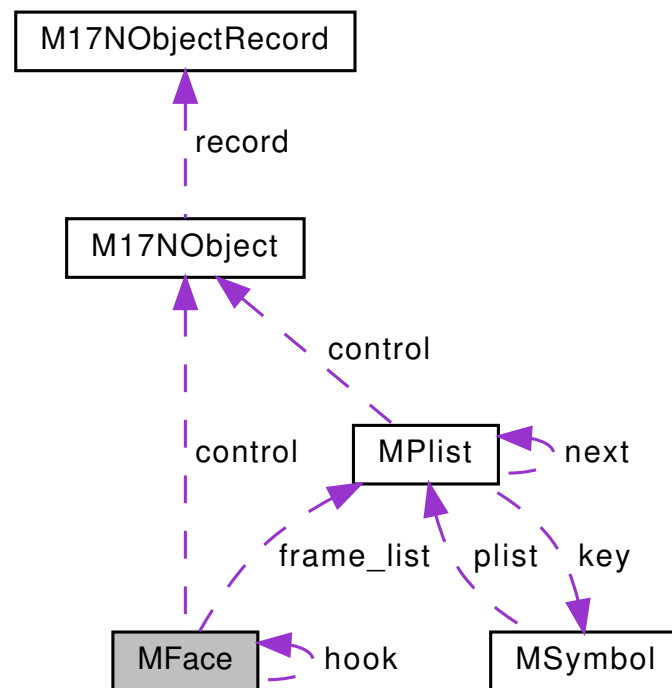 M17NObjectRecord
record
M17NObject
control
control
MPlist
next
frame_list
plist
key
MFace
hook
MSymbol